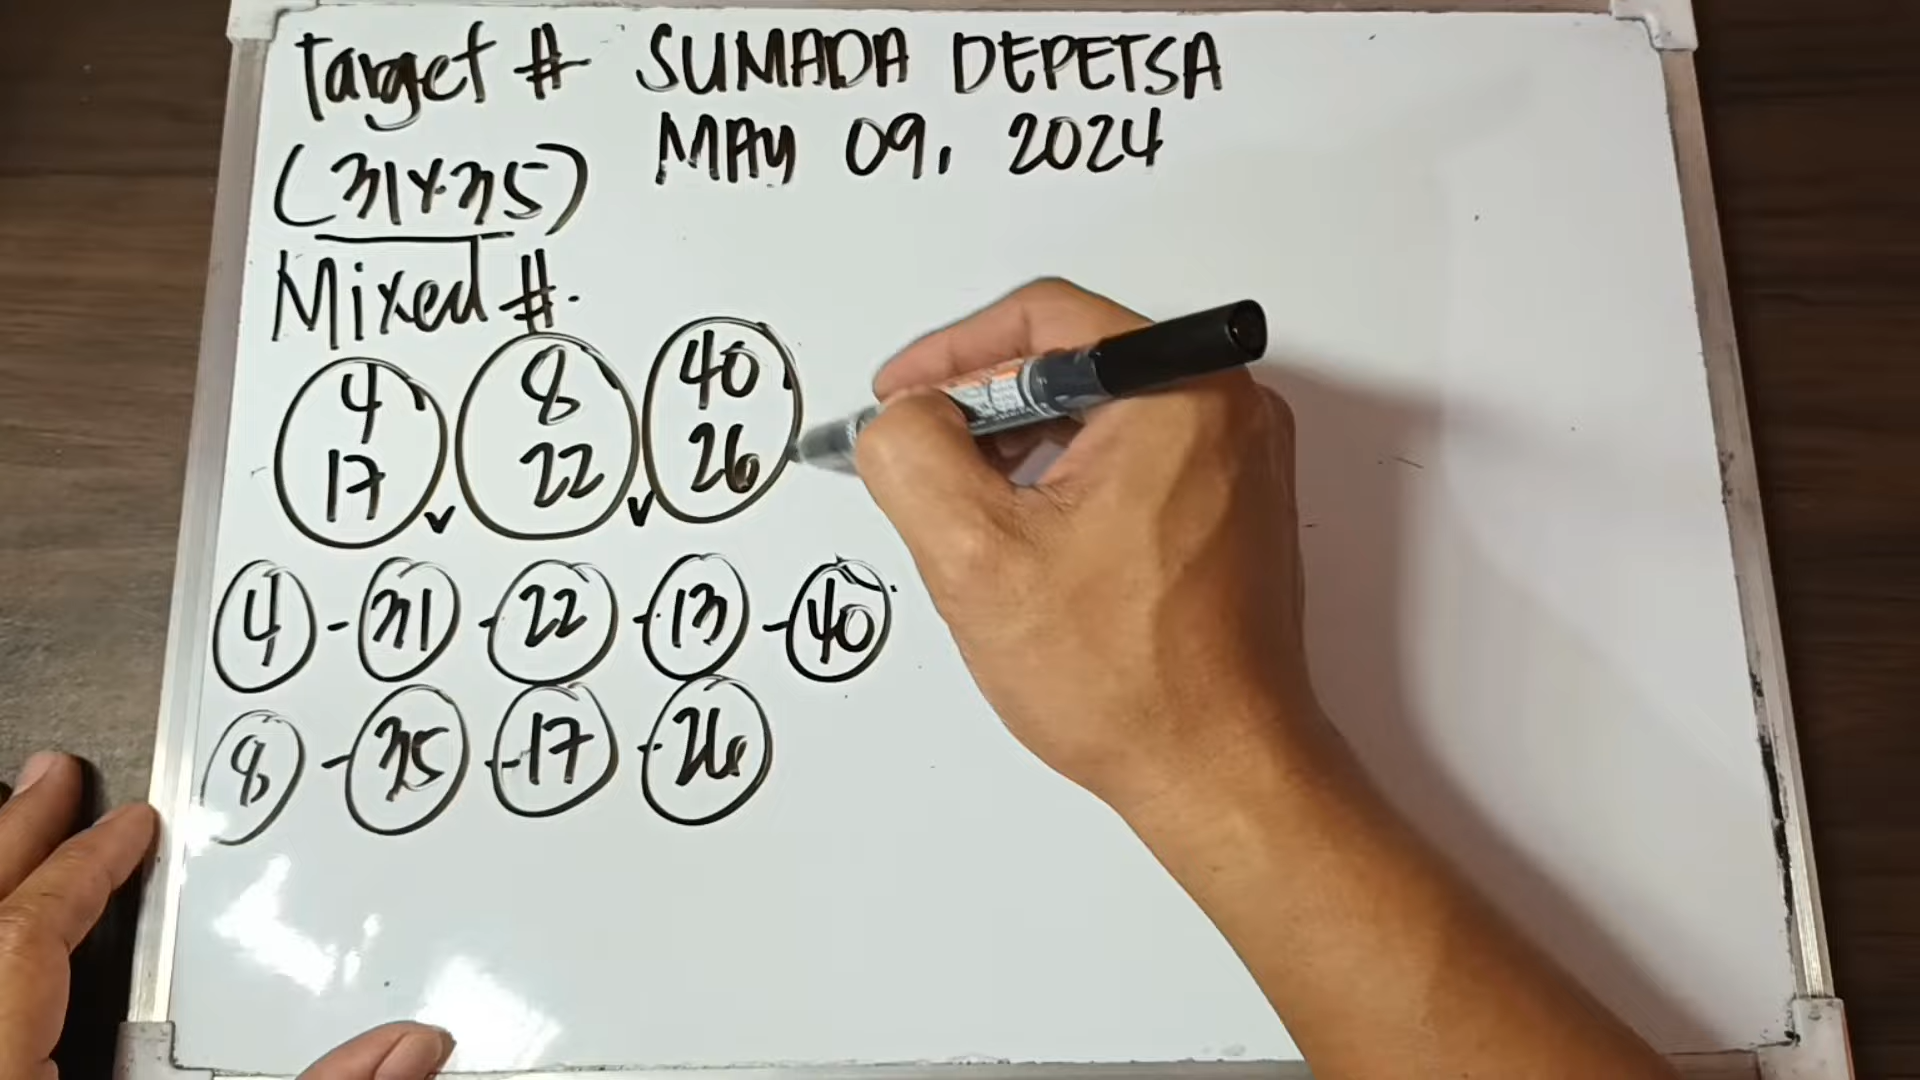 Target # SUMADA DEPETSA
(31x35) MAY 09, 2024
Mixed #.
4 8 40
17 22 26
4 - 31 - 22 - 13 - 40
8 - 35 - 17 - 26